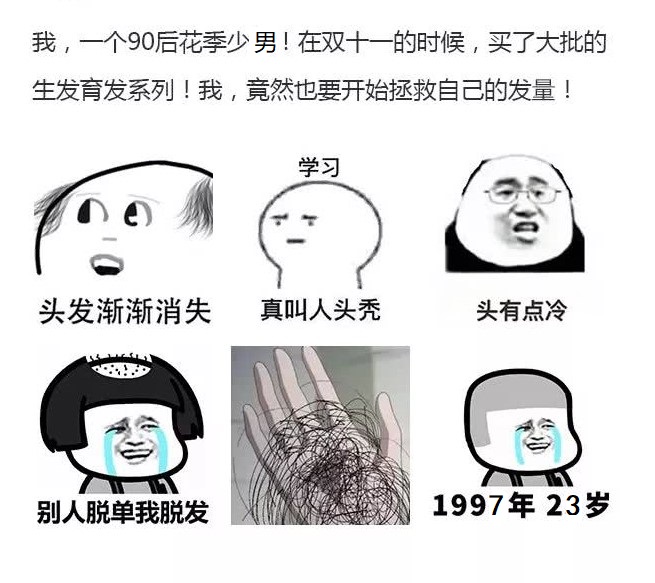 我，一个90后花季少男！在双十一的时候，买了大批的
生发育发系列！我，竟然也要开始拯救自己的发量！
学习
头发渐渐消失
真叫人头秃
头有点冷
别人脱单我脱发
1997年 23岁